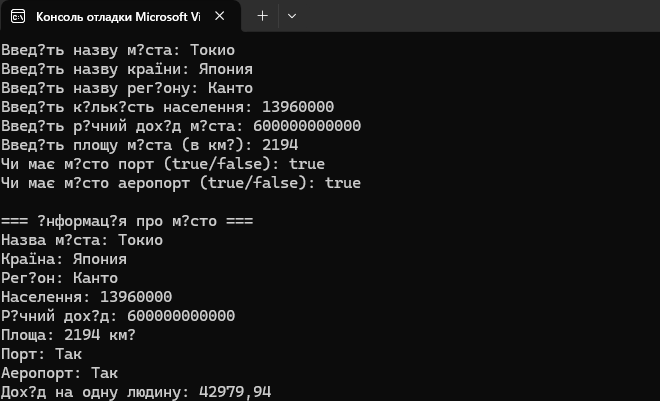 Консоль отладки Microsoft Vi
Введ?ть назву м?ста: Токио
Введ?ть назву країни: Япония
Введ?ть назву рег?ону: Канто
Введ?ть к?льк?сть населення: 13960000
Введ?ть р?чний дох?д м?ста: 600000000000
Введ?ть площу м?ста (в км?): 2194
Чи має м?сто порт (true/false): true
Чи має м?сто аеропорт (true/false): true
=== ?нформац?я про м?сто ===
Назва м?ста: Токио
Країна: Япония
Рег?он: Канто
Населення: 13960000
Р?чний дох?д: 600000000000
Площа: 2194 км?
Порт: Так
Аеропорт: Так
Дох?д на одну людину: 42979,94